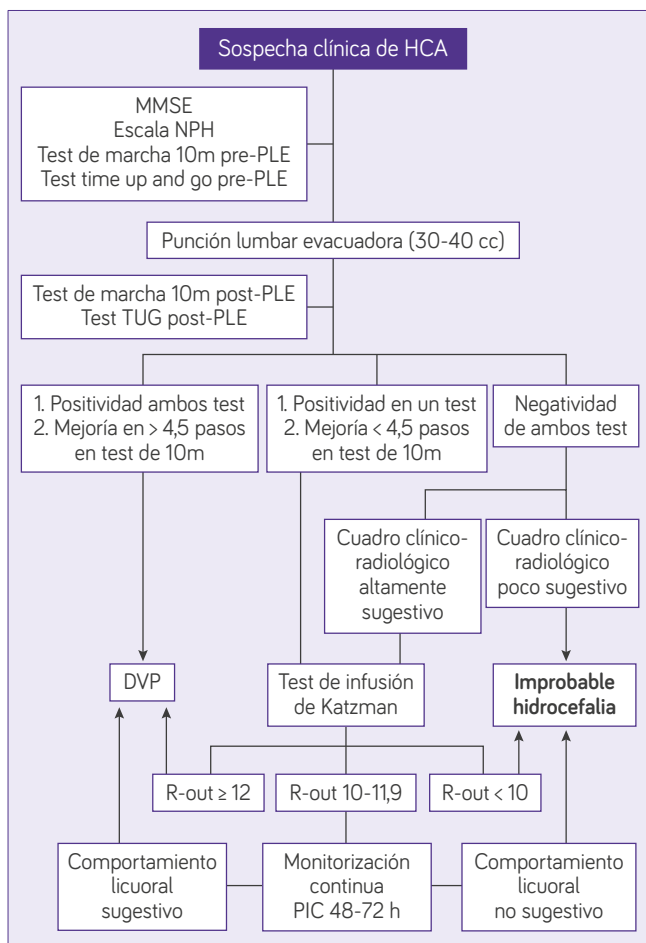 Sospecha clínica de HCA
MMSE
Escala NPH
Test de marcha 10m pre-PLE
Test time up and go pre-PLE
Punción lumbar evacuadora (30-40 cc)
Test de marcha 10m post-PLE
Test TUG post-PLE
1. Positividad ambos test
2. Mejoría en > 4,5 pasos
en test de 10m
1. Positividad en un test
2. Mejoría < 4,5 pasos
en test de 10m
Negatividad
de ambos test
Cuadro clínico-
radiológico
altamente
sugestivo
Cuadro clínico-
radiológico
poco sugestivo
DVP
Test de infusión
de Katzman
Improbable
hidrocefalia
R-out ≥ 12
R-out 10-11,9
R-out < 10
Comportamiento
licuoral
sugestivo
Monitorización
continua
PIC 48-72 h
Comportamiento
licuoral
no sugestivo